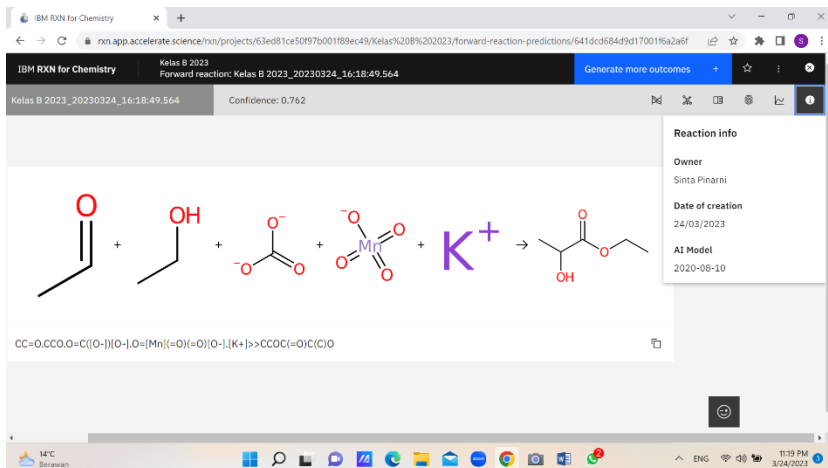 IBM RXN for Chemistry
rxn.app.accelerate.science/rxn/projects/63ed81ce50f97b001f89ec49/Kelas%20B%202023/forward-reaction-predictions/641dcd684d9d17001f6a2a6f
S
IBM RXN for Chemistry
Kelas B 2023
Forward reaction: Kelas B 2023_20230324_16:18:49.564
Generate more outcomes +
Kelas B 2023_20230324_16:18:49.564
Confidence: 0.762
Reaction info
Owner
Sinta Pinarni
Date of creation
24/03/2023
AI Model
2020-08-10
O + OH + O⁻ ⁻O O + ⁻O Mn O O O + K⁺ → O O OH
CC=O.CCO.O=C([O-])[O-].O=[Mn](=O)(=O)[O-].[K+]>>CCOC(=O)C(C)O
14°C
Berawan
zoom
2
ENG
11:19 PM
3/24/2023